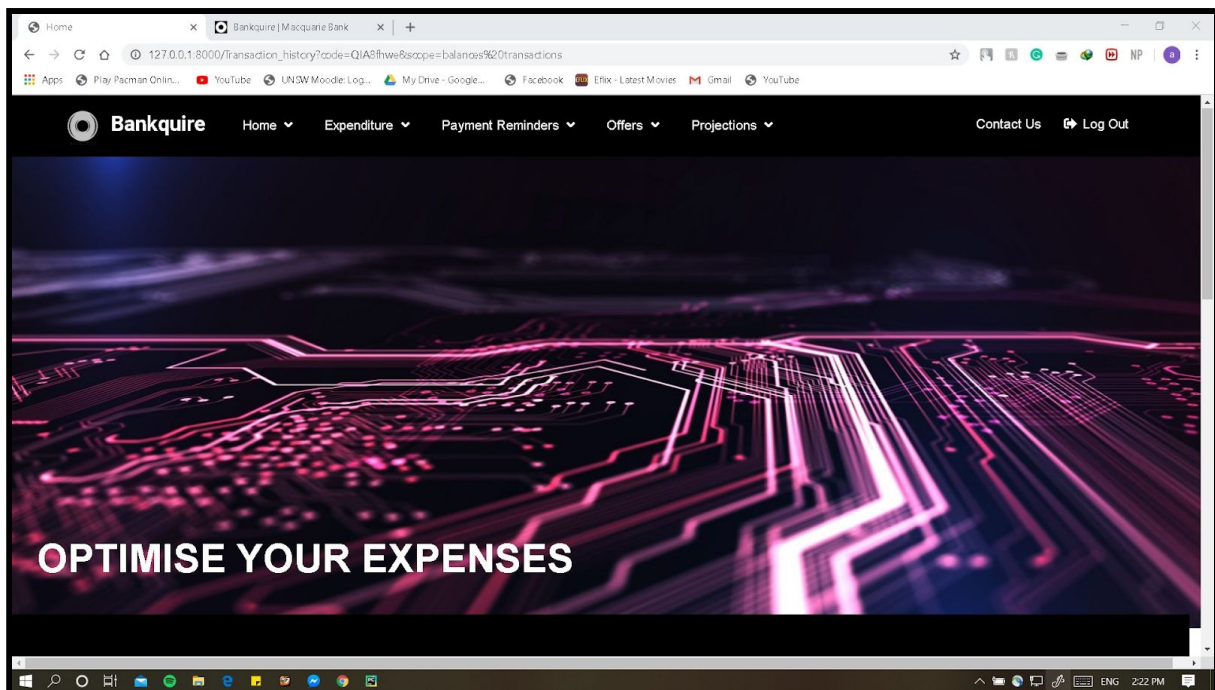 Home
Bankquire | Macquarie Bank
127.0.0.1:8000/Transaction_history?code=QIA8fhwe&scope=balances%20transactions
NP
a
Apps
Play Pacman Onlin...
YouTube
UNSW Moodle: Log...
My Drive - Google...
Facebook
Eflix - Latest Movies
Gmail
YouTube
Bankquire
Home
Expenditure
Payment Reminders
Offers
Projections
Contact Us
Log Out
OPTIMISE YOUR EXPENSES
ENG
2:22 PM